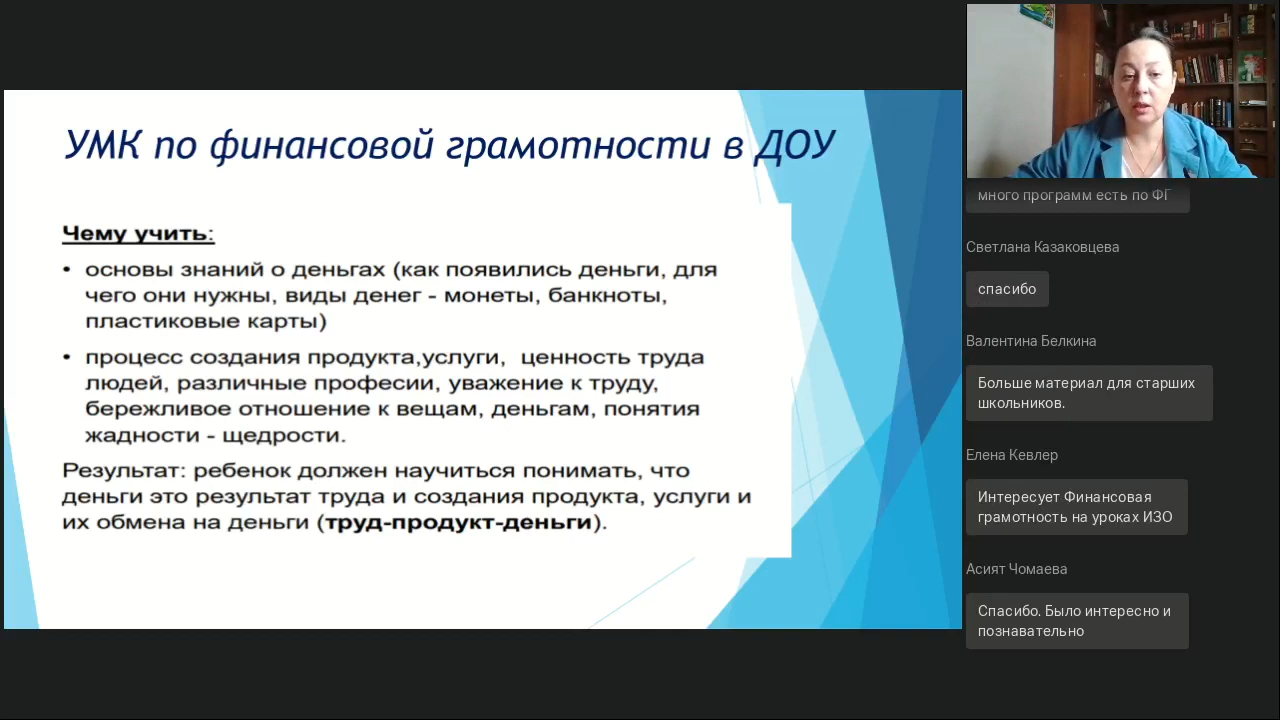 УМК по финансовой грамотности в ДОУ
Чему учить:
• основы знаний о деньгах (как появились деньги, для
чего они нужны, виды денег - монеты, банкноты,
пластиковые карты)
• процесс создания продукта,услуги, ценность труда
людей, различные професии, уважение к труду,
бережливое отношение к вещам, деньгам, понятия
жадности - щедрости.
Результат: ребенок должен научиться понимать, что
деньги это результат труда и создания продукта, услуги и
их обмена на деньги (труд-продукт-деньги).
много программ есть по ФГ
Светлана Казаковцева
спасибо
Валентина Белкина
Больше материал для старших
школьников.
Елена Кевлер
Интересует Финансовая
грамотность на уроках ИЗО
Асият Чомаева
Спасибо. Было интересно и
познавательно